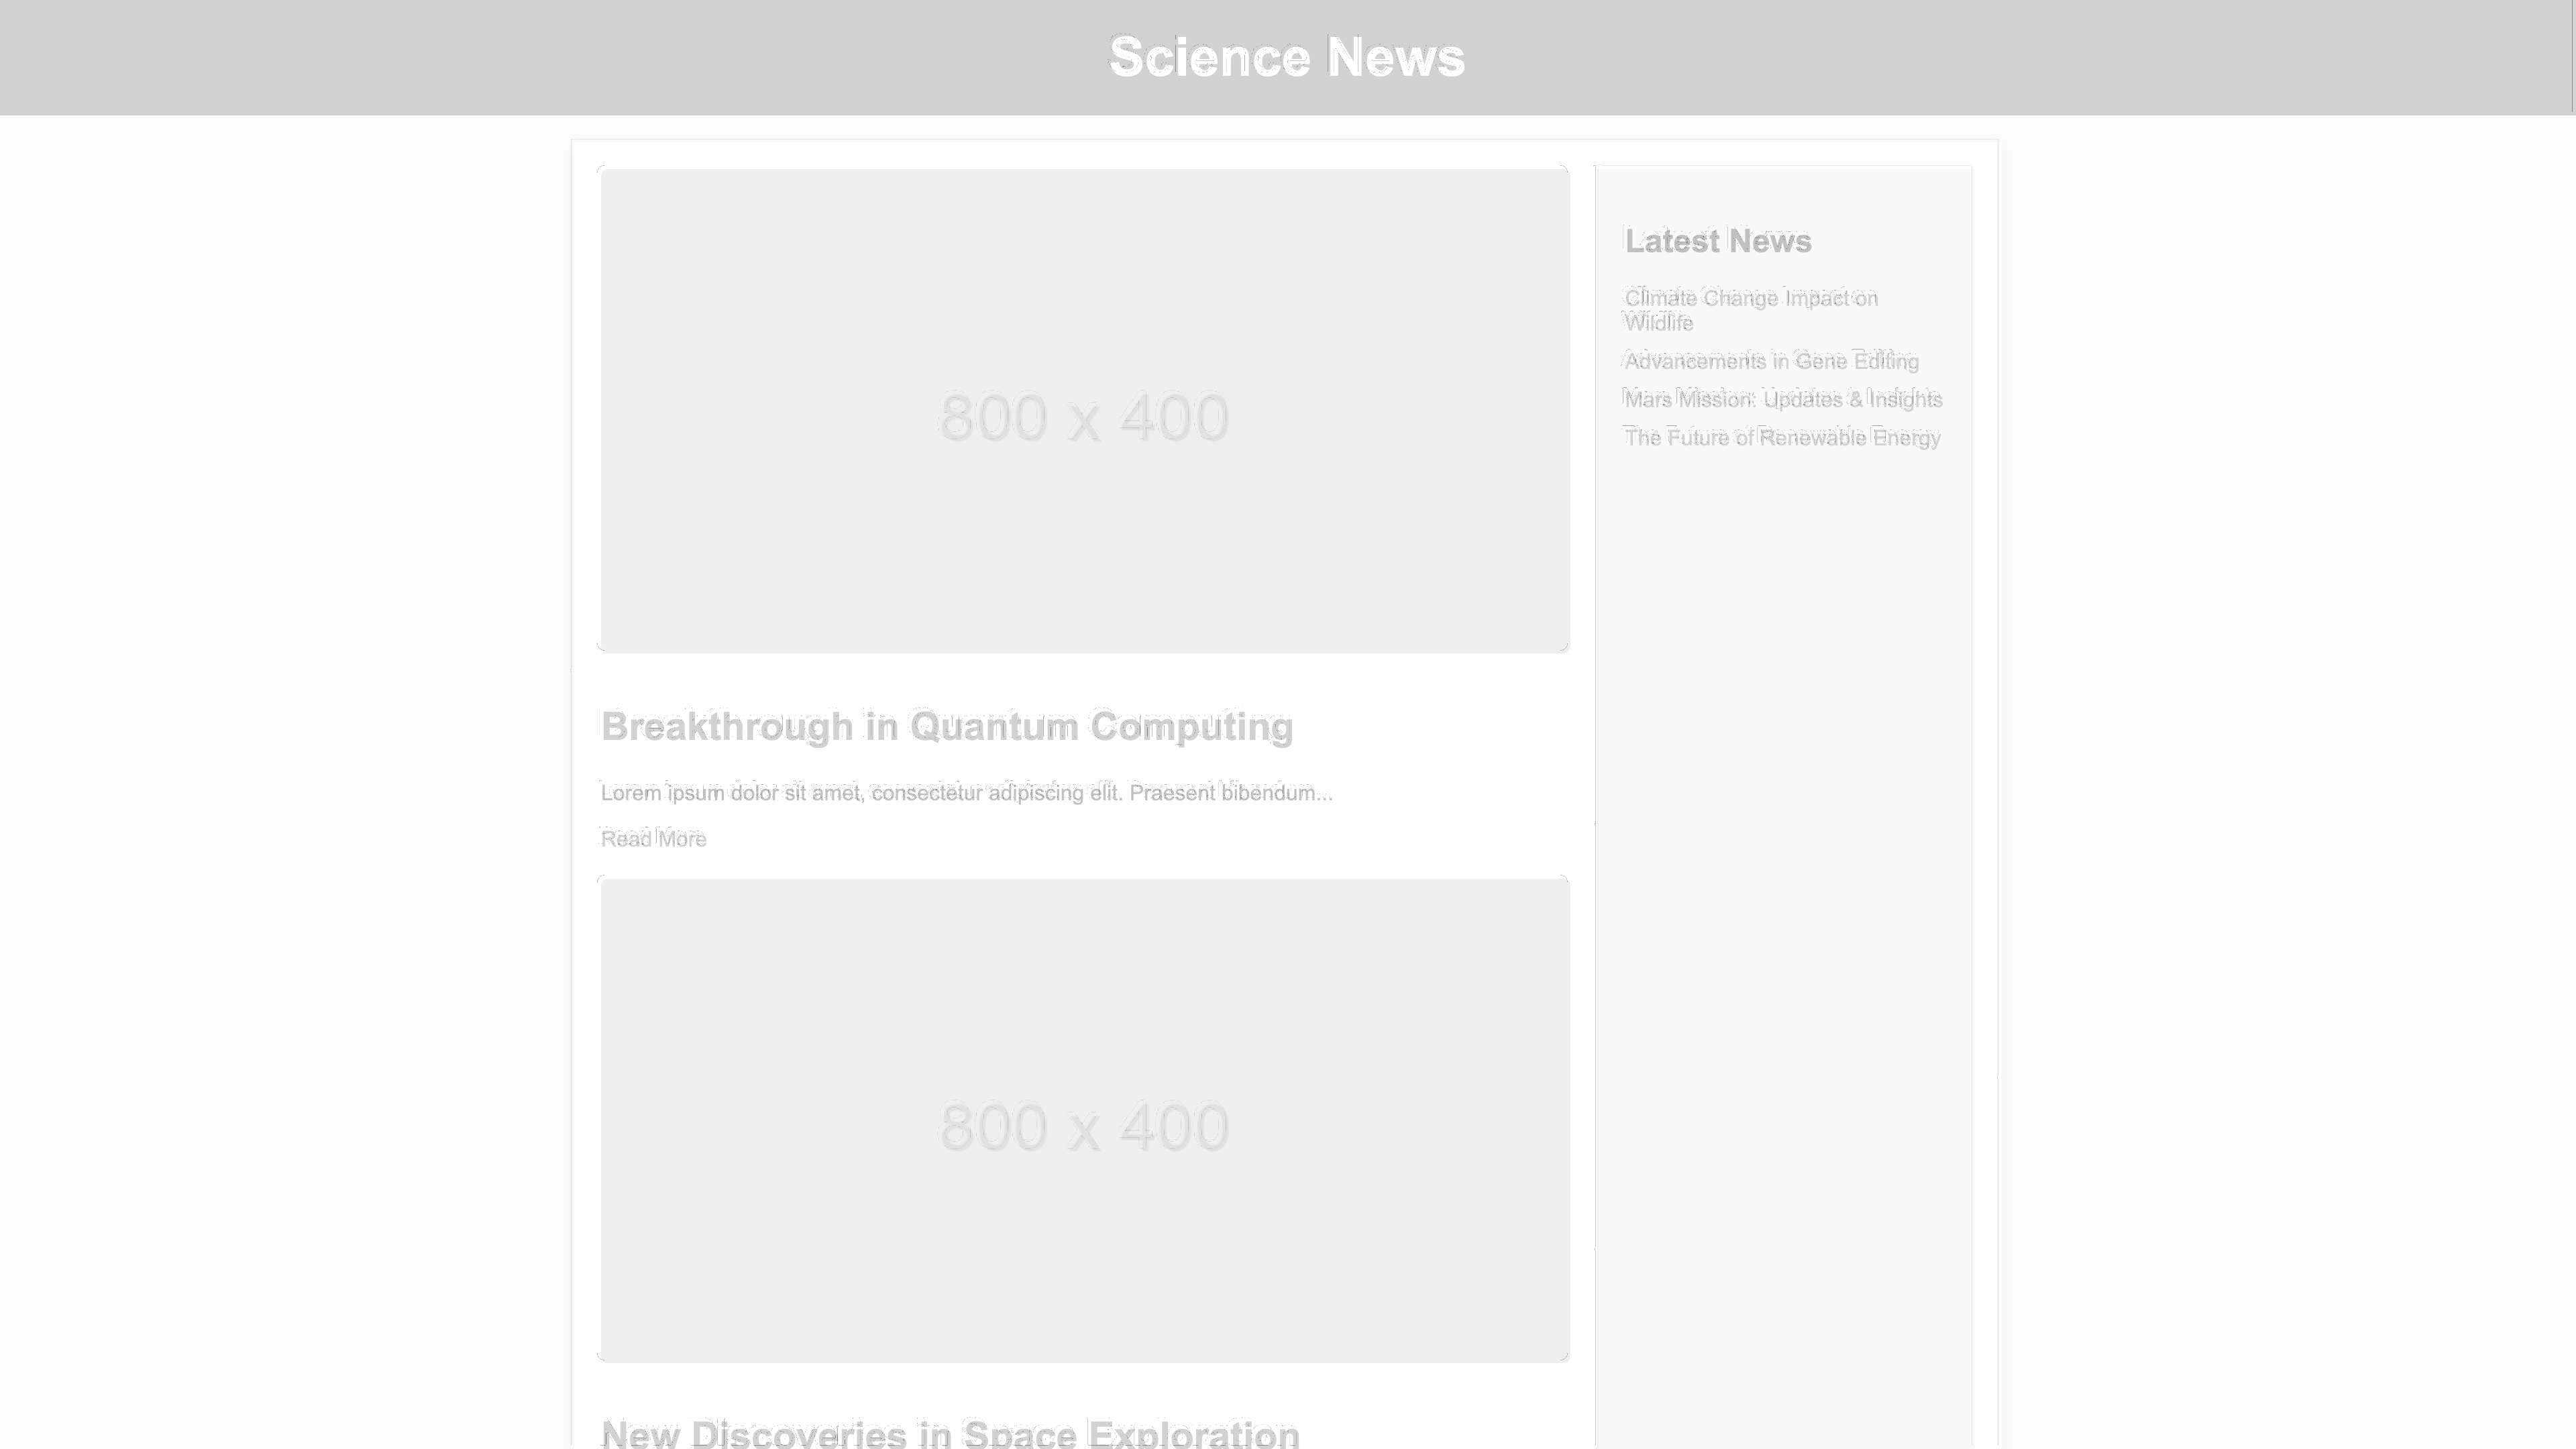 Science News
800 x 400
Breakthrough in Quantum Computing
Lorem ipsum dolor sit amet, consectetur adipiscing elit. Praesent bibendum...
Read More
800 x 400
New Discoveries in Space Exploration
Latest News
Climate Change Impact on
Wildlife
Advancements in Gene Editing
Mars Mission: Updates & Insights
The Future of Renewable Energy